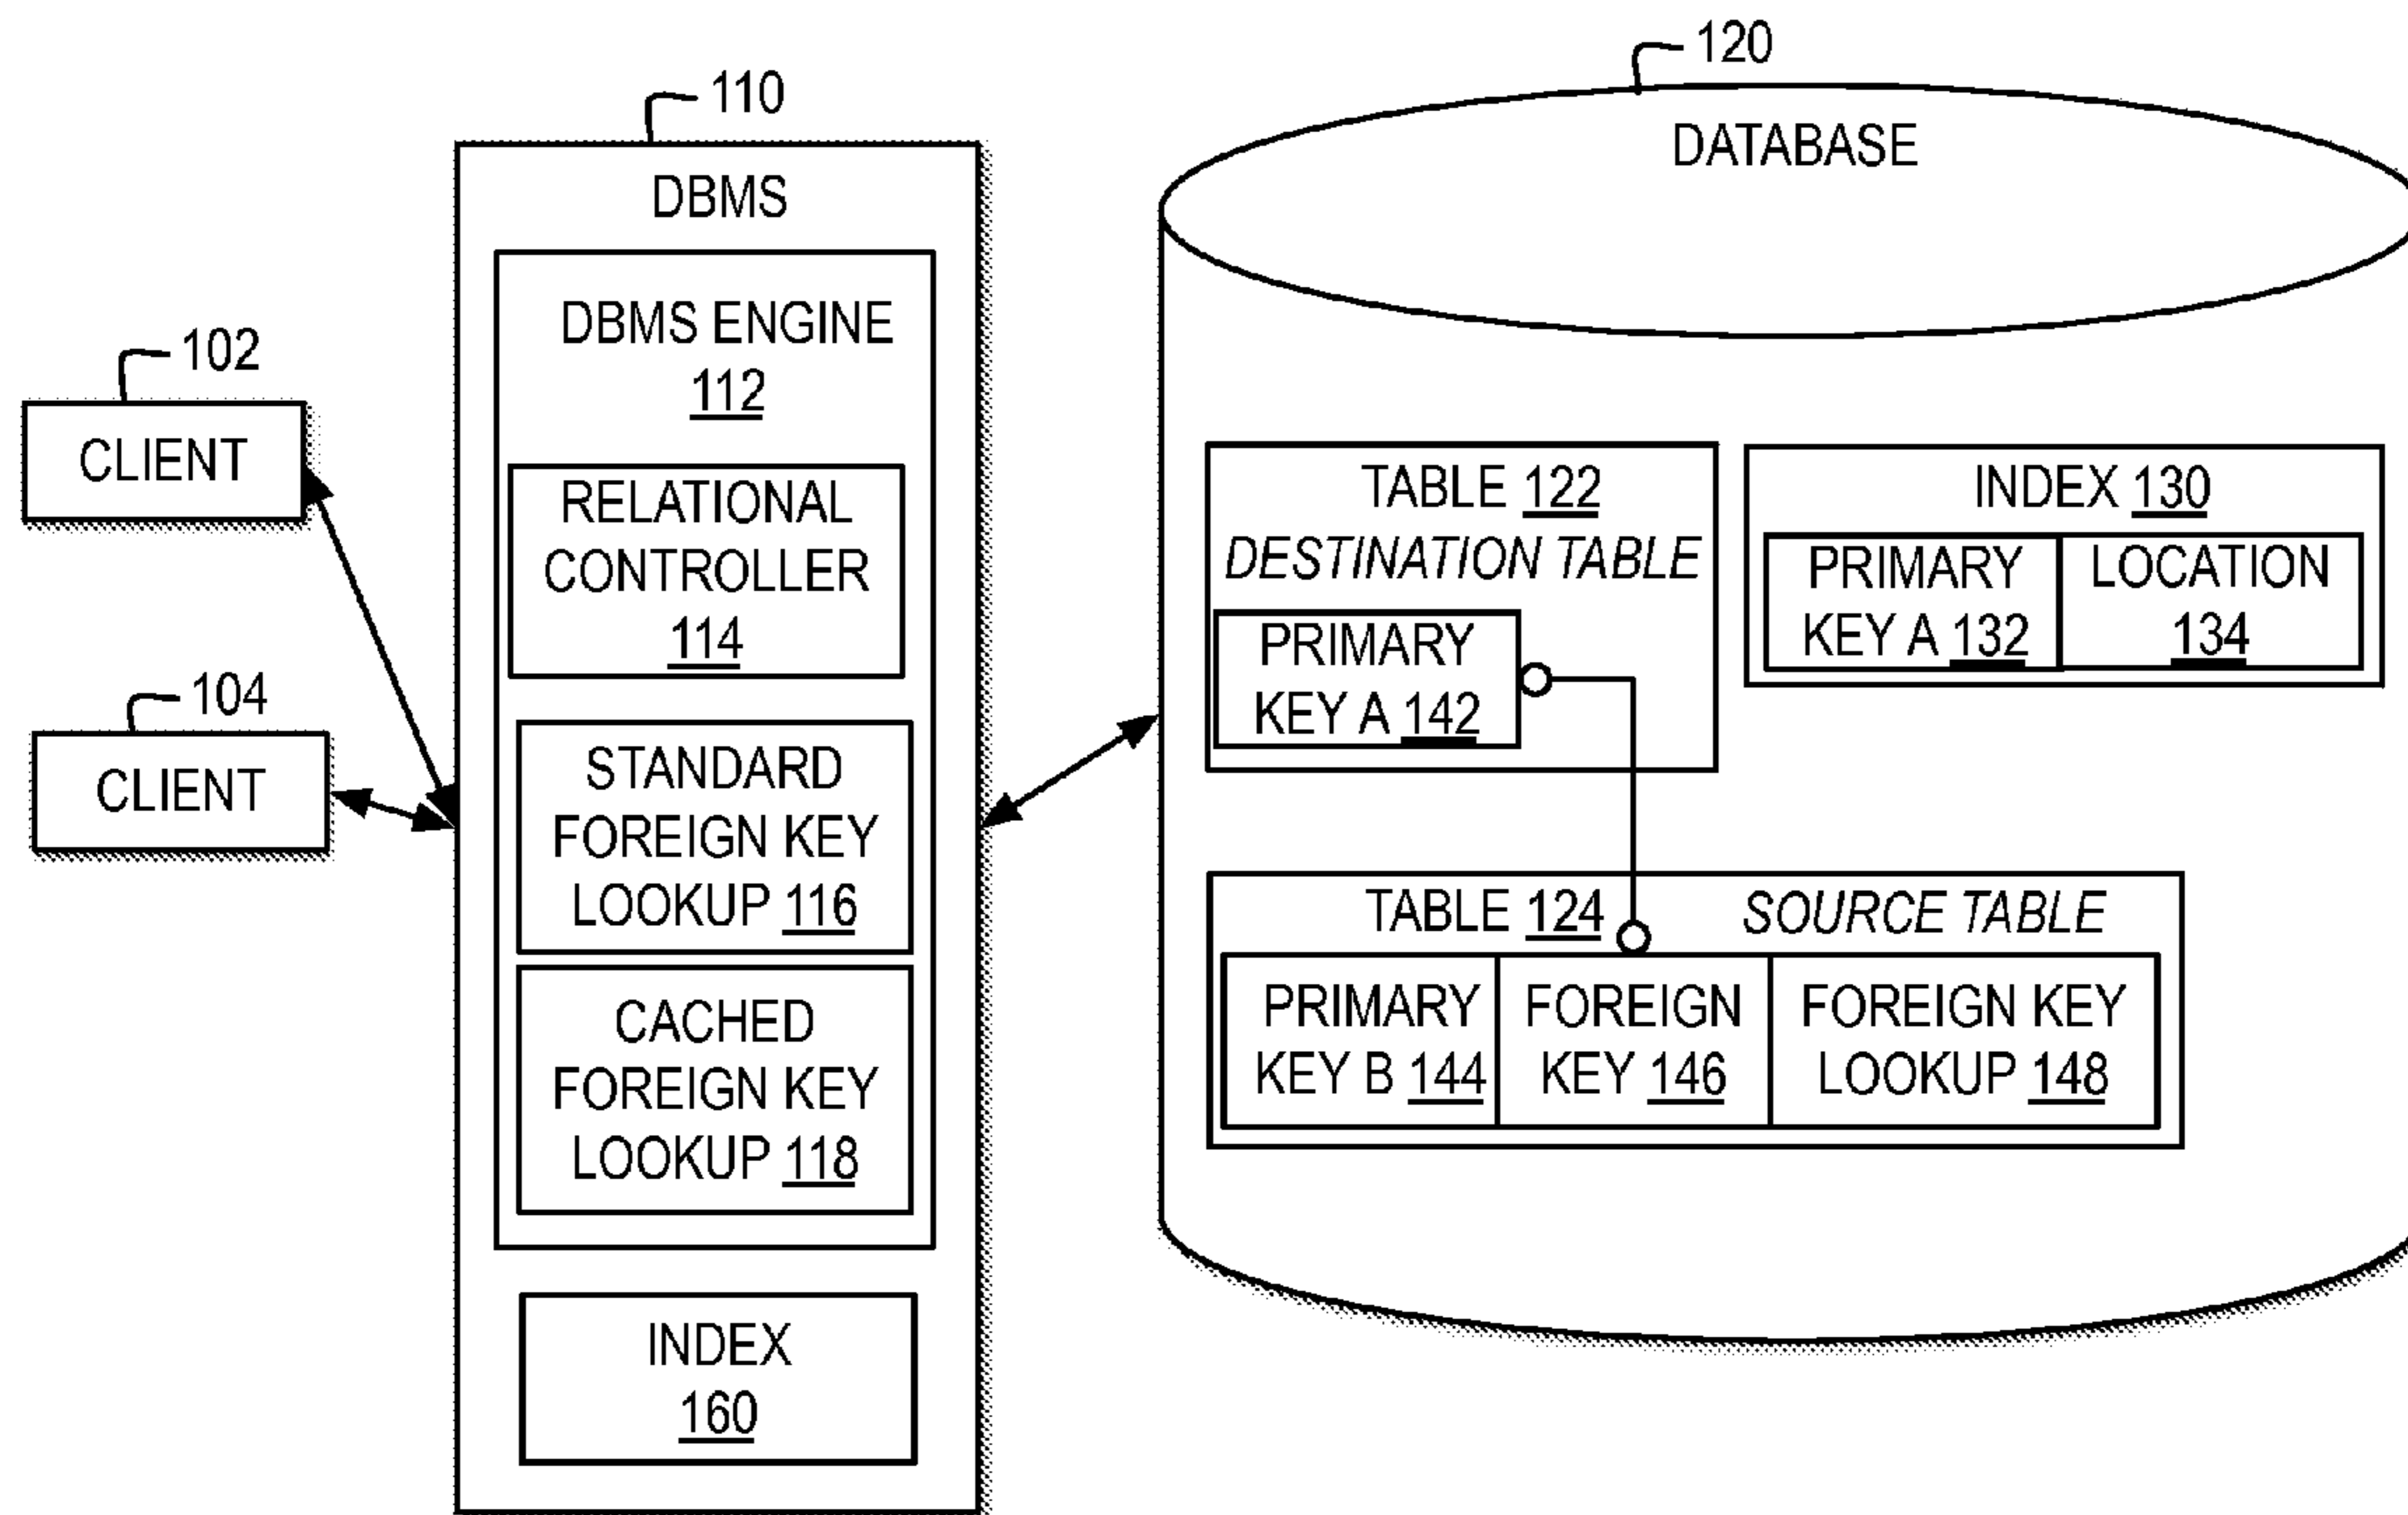 120
DATABASE
110
DBMS
DBMS ENGINE
112
RELATIONAL
CONTROLLER
114
STANDARD
FOREIGN KEY
LOOKUP 116
CACHED
FOREIGN KEY
LOOKUP 118
INDEX
160
102
CLIENT
104
CLIENT
TABLE 122
DESTINATION TABLE
PRIMARY
KEY A 142
INDEX 130
PRIMARY
KEY A 132
LOCATION
134
TABLE 124 SOURCE TABLE
PRIMARY
KEY B 144
FOREIGN
KEY 146
FOREIGN KEY
LOOKUP 148